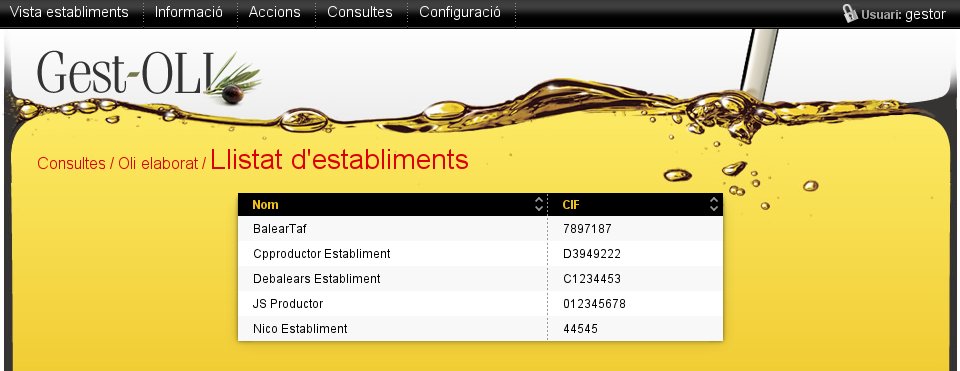 Vista establiments Informació Accions Consultes Configuració Usuari: gestor
Gest-OLI
Consultes / Oli elaborat / Llistat d'establiments
Nom CIF
BalearTaf 7897187
Cpproductor Establiment D3949222
Debalears Establiment C1234453
JS Productor 012345678
Nico Establiment 44545